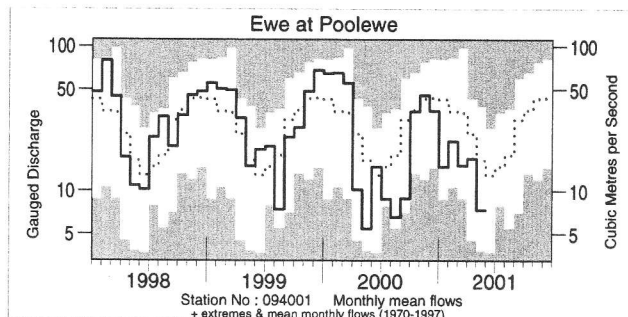 Ewe at Poolewe
100
50
10
5
Gauged Discharge
100
50
10
5
Cubic Metres per Second
1998 1999 2000 2001
Station No : 094001 Monthly mean flows
+ extremes & mean monthly flows (1970-1997)